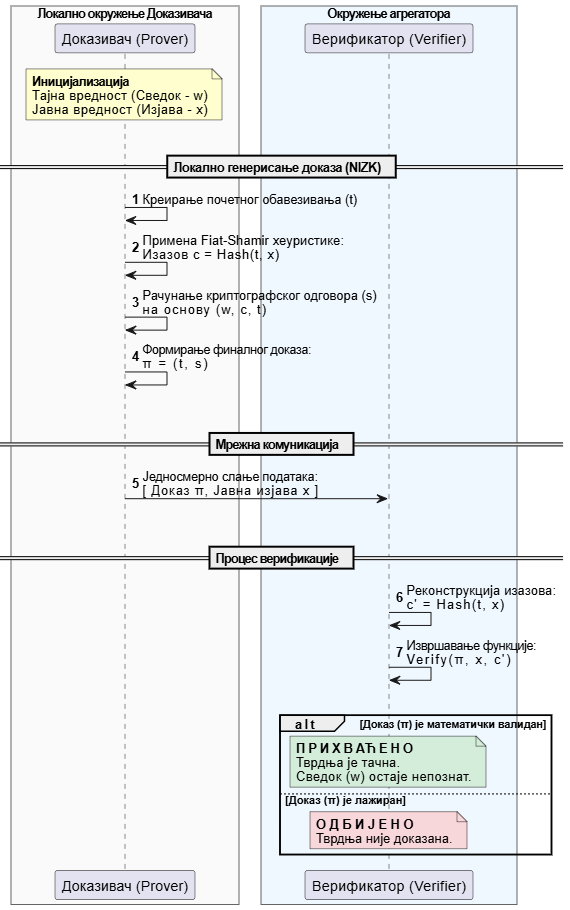 Локално окружење Доказивача
Окружење агрегатора
Доказивач (Prover)
Верификатор (Verifier)
Иницијализација
Тајна вредност (Сведок - w)
Јавна вредност (Изјава - x)
Локално генерисање доказа (NIZK)
1 Креирање почетног обавезивања (t)
2 Примена Fiat-Shamir хеуристике:
Изазов c = Hash(t, x)
3 Рачунање криптографског одговора (s)
на основу (w, c, t)
4 Формирање финалног доказа:
π = (t, s)
Мрежна комуникација
5 Једносмерно слање података:
[ Доказ π, Јавна изјава x ]
Процес верификације
6 Реконструкција изазова:
c' = Hash(t, x)
7 Извршавање функције:
Verify(π, x, c')
alt [Доказ (π) је математички валидан]
ПРИХВАЋЕНО
Тврдња је тачна.
Сведок (w) остаје непознат.
[Доказ (π) је лажиран]
ОДБИЈЕНО
Тврдња није доказана.
Доказивач (Prover)
Верификатор (Verifier)